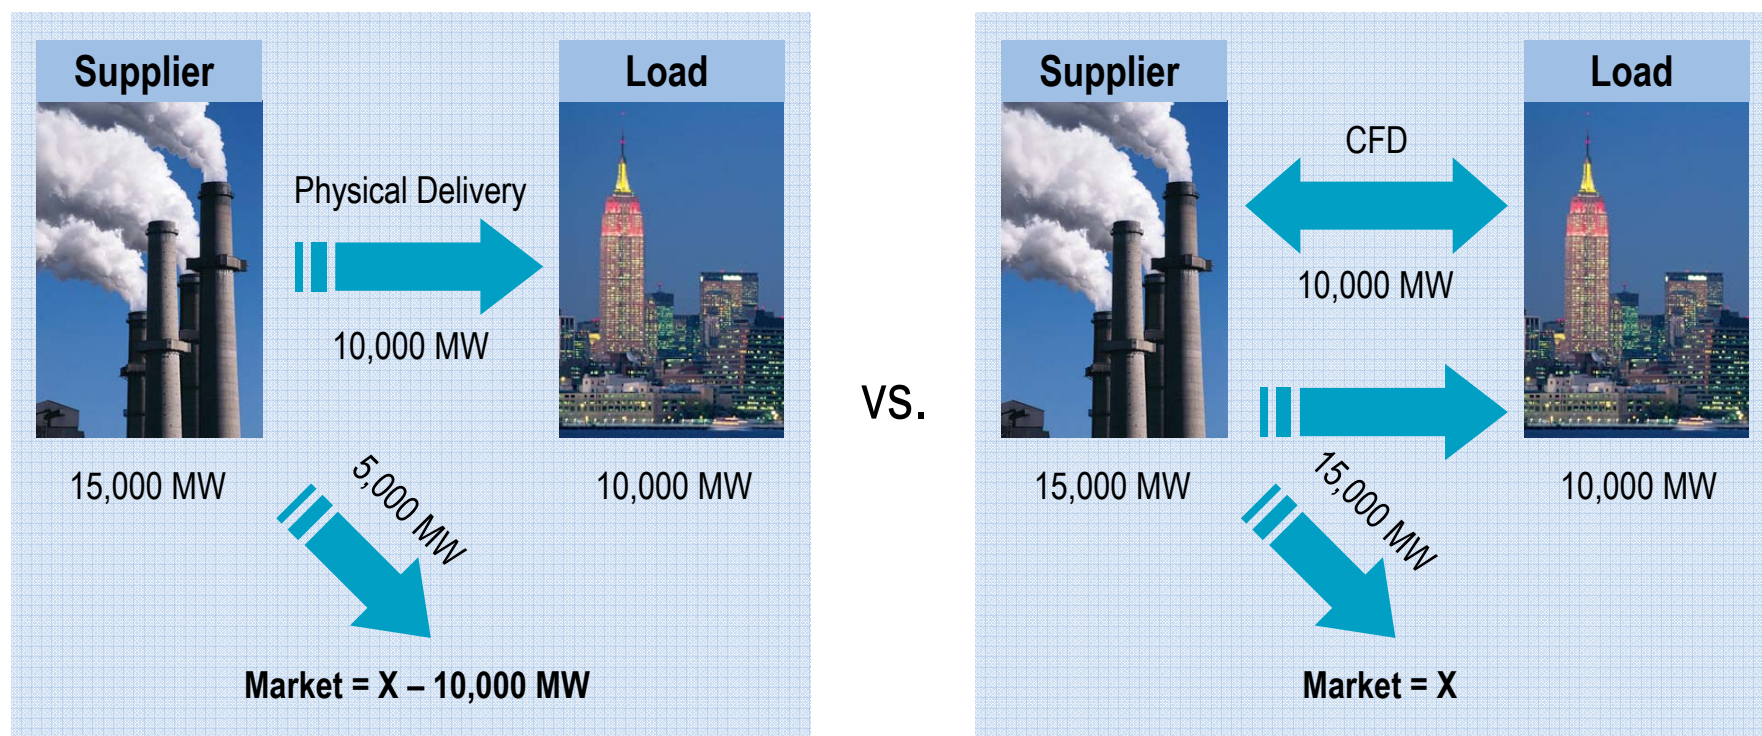 Supplier
Load
Physical Delivery
10,000 MW
15,000 MW
5,000 MW
10,000 MW
Market = X – 10,000 MW
vs.
Supplier
Load
CFD
10,000 MW
15,000 MW
15,000 MW
10,000 MW
Market = X